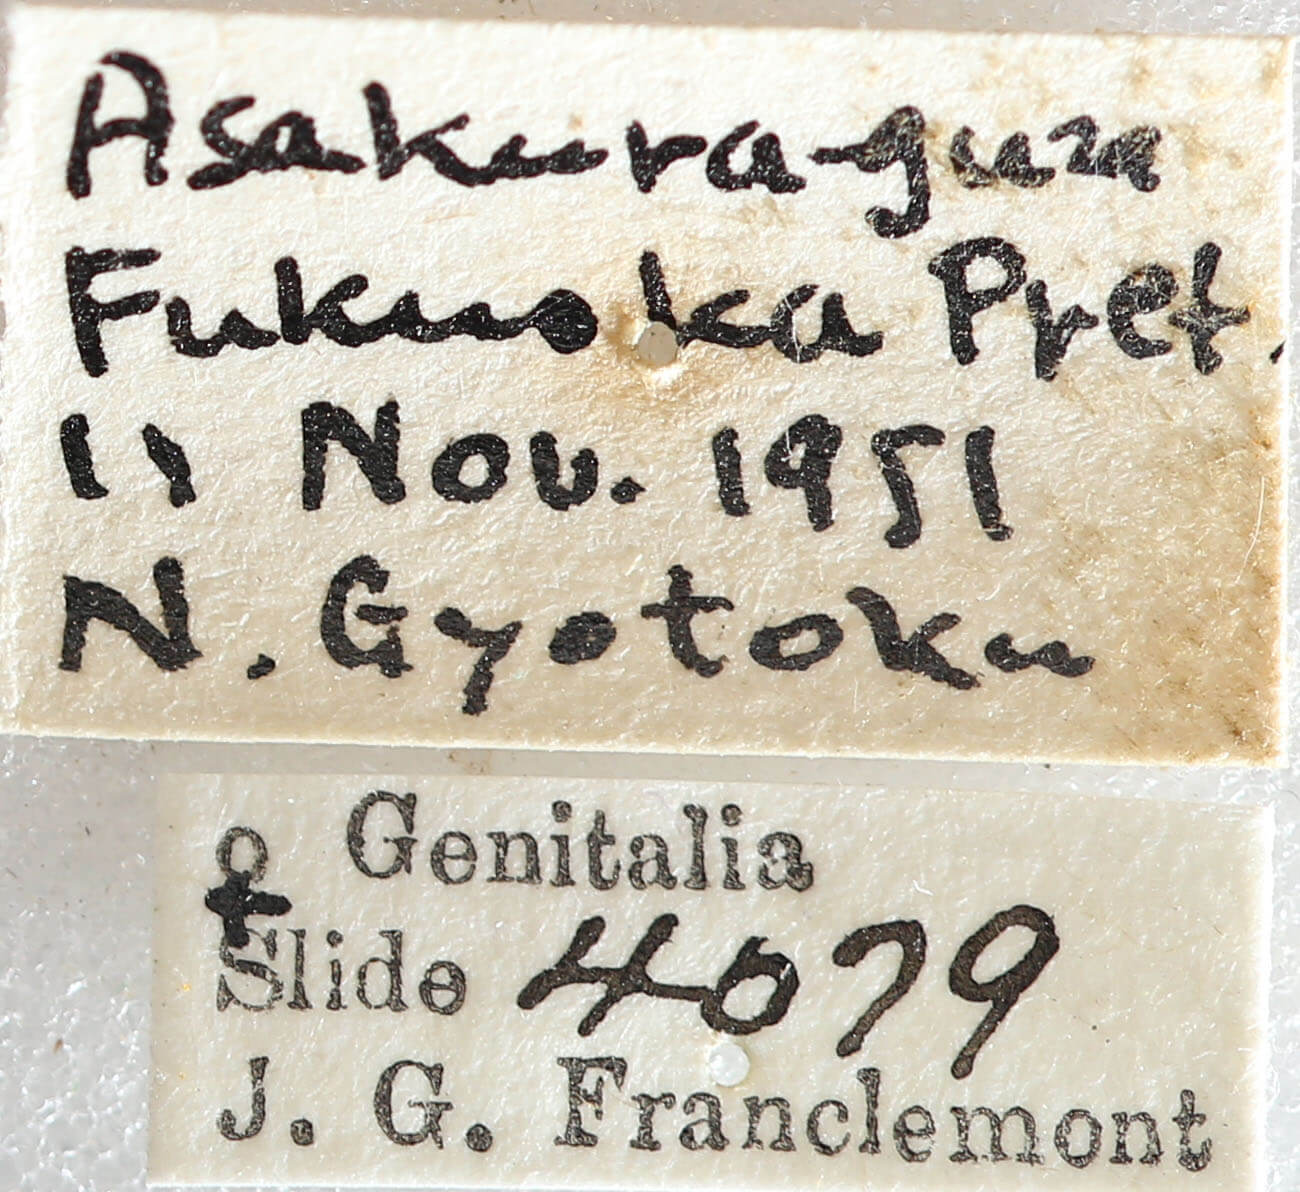 Asakura-gun
Fukuoka Pref.
11 Nov. 1951
N. Gyotoku
♀ Genitalia
Slide 4079
J. G. Franclemont